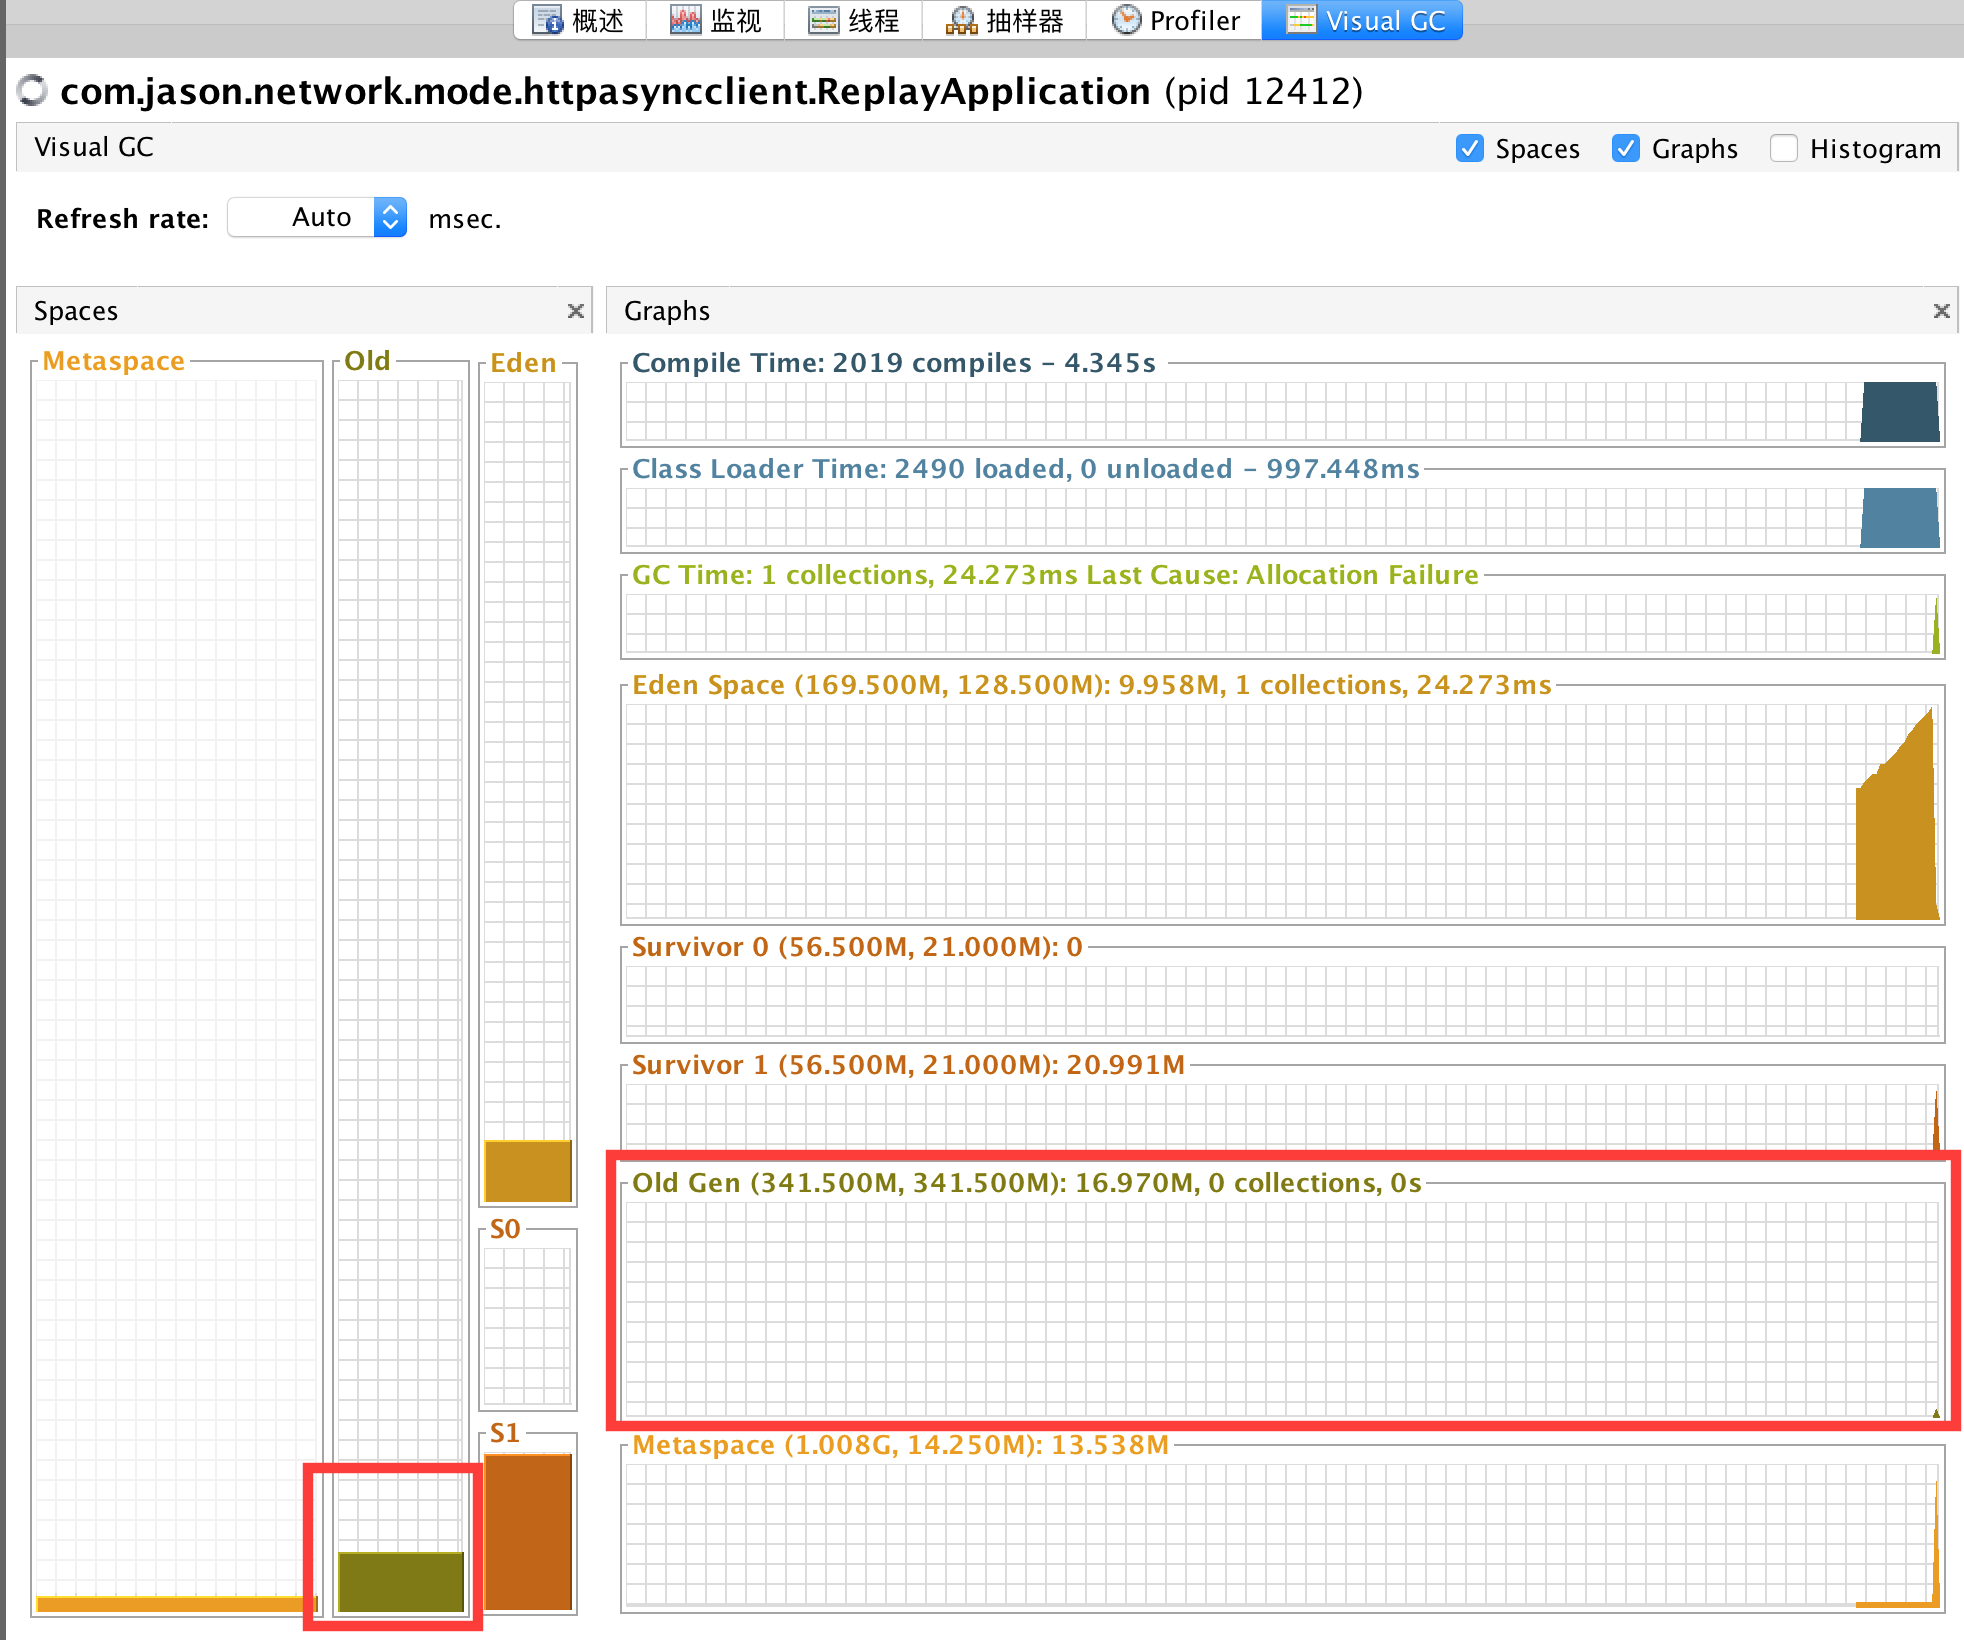 概述 监视 线程 抽样器 Profiler Visual GC
com.jason.network.mode.httpasyncclient.ReplayApplication (pid 12412)
Visual GC
Spaces Graphs Histogram
Refresh rate: Auto msec.
Spaces
Metaspace
Old
Eden
S0
S1
Graphs
Compile Time: 2019 compiles - 4.345s
Class Loader Time: 2490 loaded, 0 unloaded - 997.448ms
GC Time: 1 collections, 24.273ms Last Cause: Allocation Failure
Eden Space (169.500M, 128.500M): 9.958M, 1 collections, 24.273ms
Survivor 0 (56.500M, 21.000M): 0
Survivor 1 (56.500M, 21.000M): 20.991M
Old Gen (341.500M, 341.500M): 16.970M, 0 collections, 0s
Metaspace (1.008G, 14.250M): 13.538M